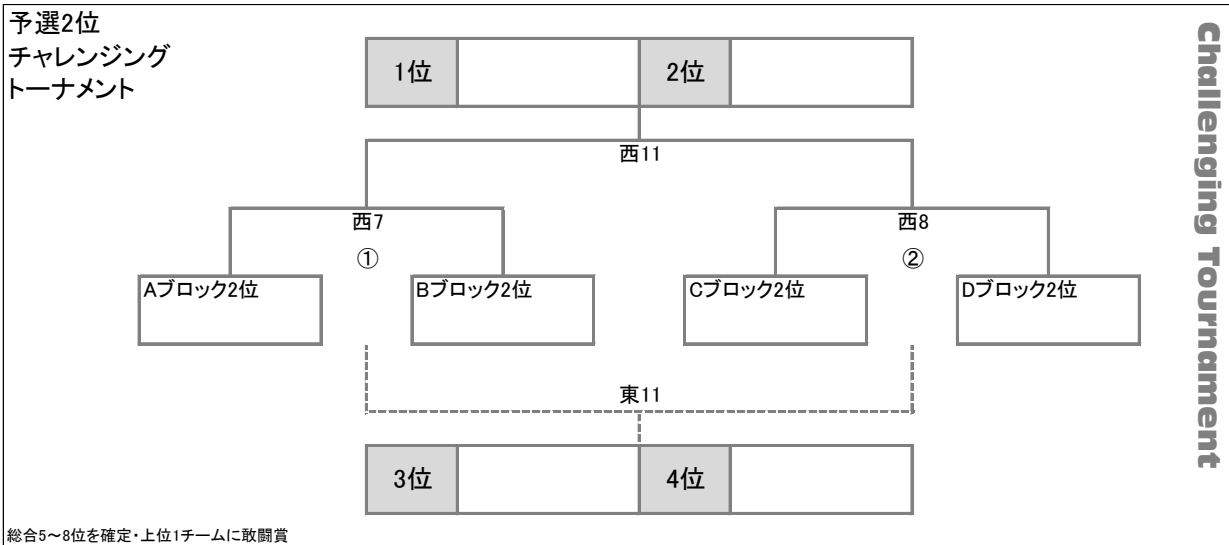 予選2位
チャレンジング
トーナメント
1位
2位
西11
西7
西8
①
②
Aブロック2位
Bブロック2位
Cブロック2位
Dブロック2位
東11
3位
4位
総合5～8位を確定・上位1チームに敢闘賞
Challenging Tournament